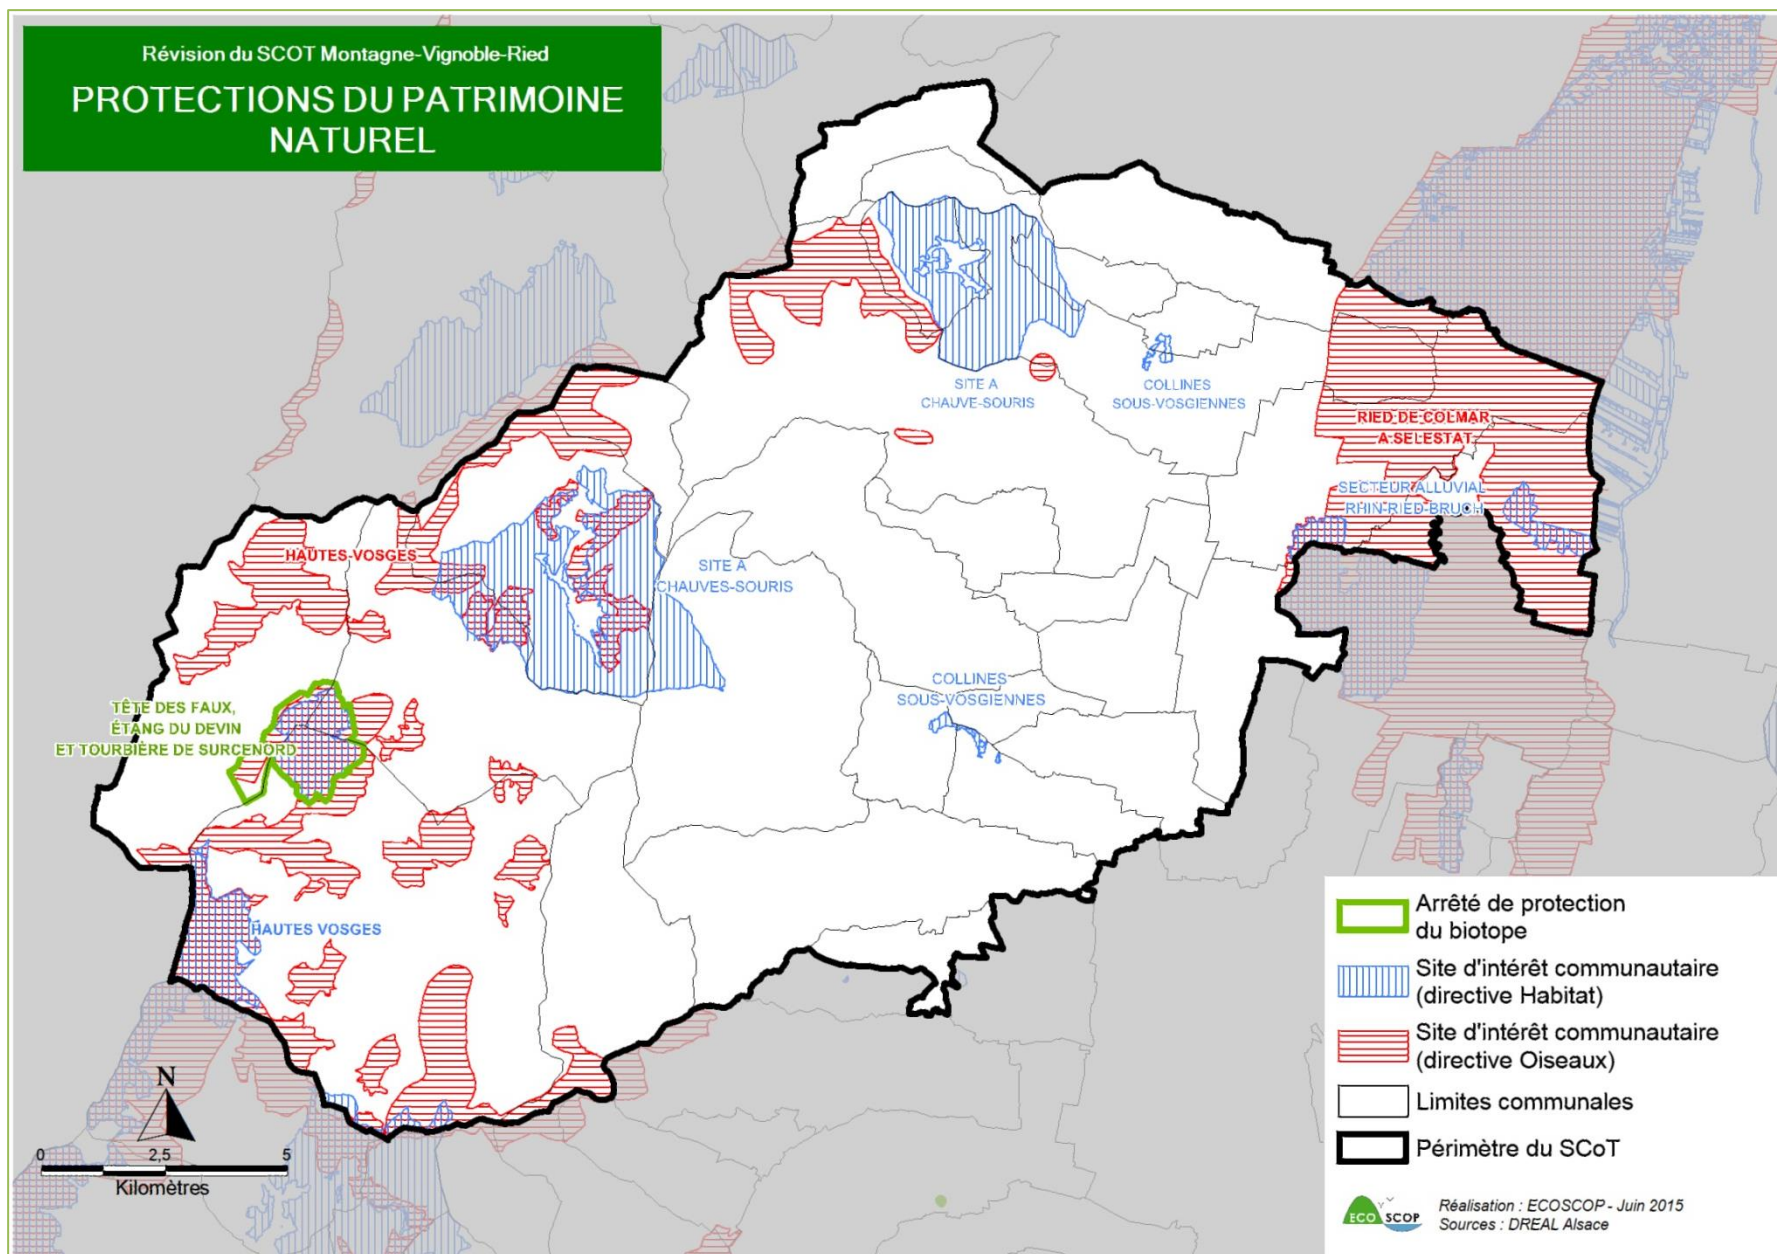 Révision du SCOT Montagne-Vignoble-Ried
PROTECTIONS DU PATRIMOINE
NATUREL
SITE A
CHAUVE-SOURIS
COLLINES
SOUS-VOSGIENNES
RIED DE COLMAR
A SELESTAT
SECTEUR ALLUVIAL
RHIN-RIED-BRUCH
HAUTES-VOSGES
SITE A
CHAUVES-SOURIS
COLLINES
SOUS-VOSGIENNES
TÊTE DES FAUX,
ÉTANG DU DEVIN
ET TOURBIÈRE DE SURCENORD
HAUTES VOSGES
N
0 2,5 5
Kilomètres
Arrêté de protection
du biotope
Site d'intérêt communautaire
(directive Habitat)
Site d'intérêt communautaire
(directive Oiseaux)
Limites communales
Périmètre du SCoT
ECO SCOP
Réalisation : ECOSCOP - Juin 2015
Sources : DREAL Alsace